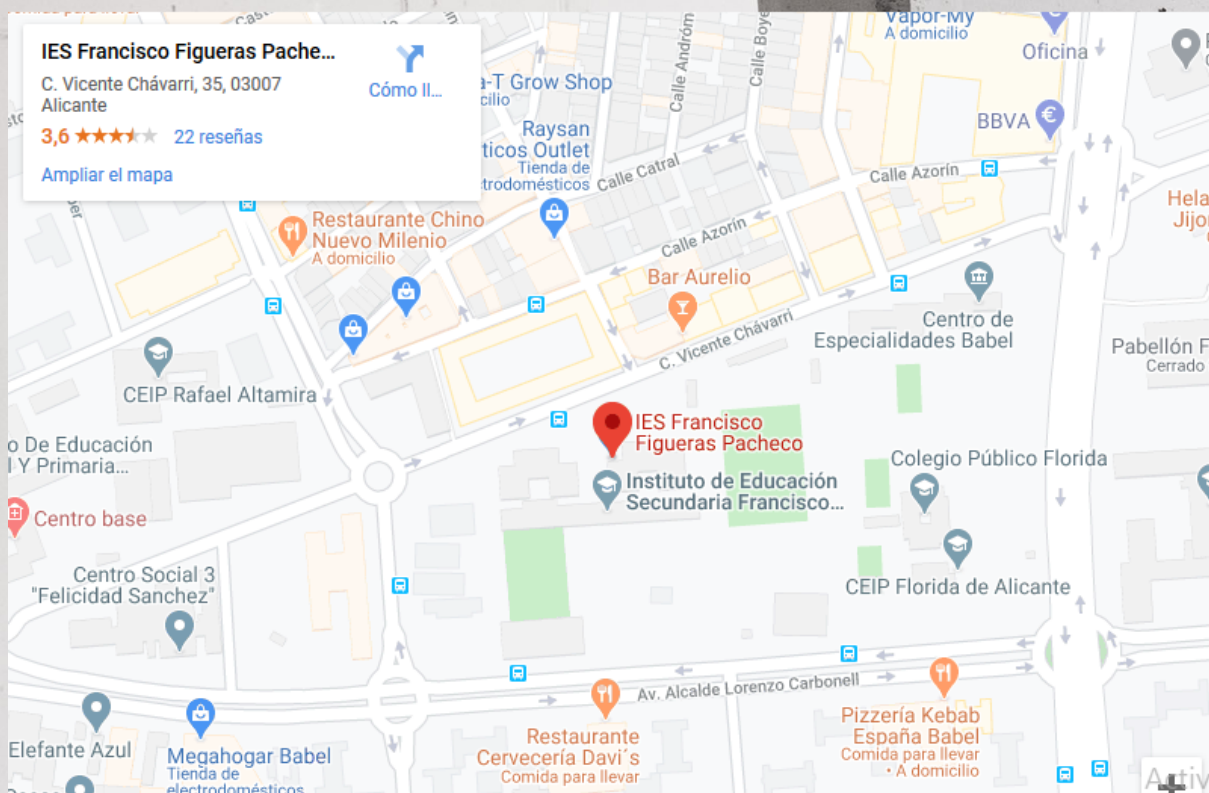 IES Francisco Figueras Pache...
C. Vicente Chávarri, 35, 03007
Alicante
3,6
22 reseñas
Ampliar el mapa
Cómo ll...
a-T Grow Shop
Raysan
ticos Outlet
Tienda de
trodomésticos
Calle Andróm
Calle Boye
Vapor-My
A domicilio
Oficina
BBVA
Calle Catral
Calle Azorín
Calle Azorín
Hela
Jijo
Restaurante Chino
Nuevo Milenio
A domicilio
Bar Aurelio
C. Vicente Chávarri
Centro de
Especialidades Babel
Pabellón F
Cerrado
CEIP Rafael Altamira
o De Educación
l Y Primaria...
IES Francisco
Figueras Pacheco
Instituto de Educación
Secundaria Francisco...
Colegio Público Florida
Centro base
Centro Social 3
"Felicidad Sanchez"
CEIP Florida de Alicante
Av. Alcalde Lorenzo Carbonell
Elefante Azul
Megahogar Babel
Tienda de
electrodomésticos
Restaurante
Cervecería Davi´s
Comida para llevar
Pizzería Kebab
España Babel
Comida para llevar
• A domicilio
Activ